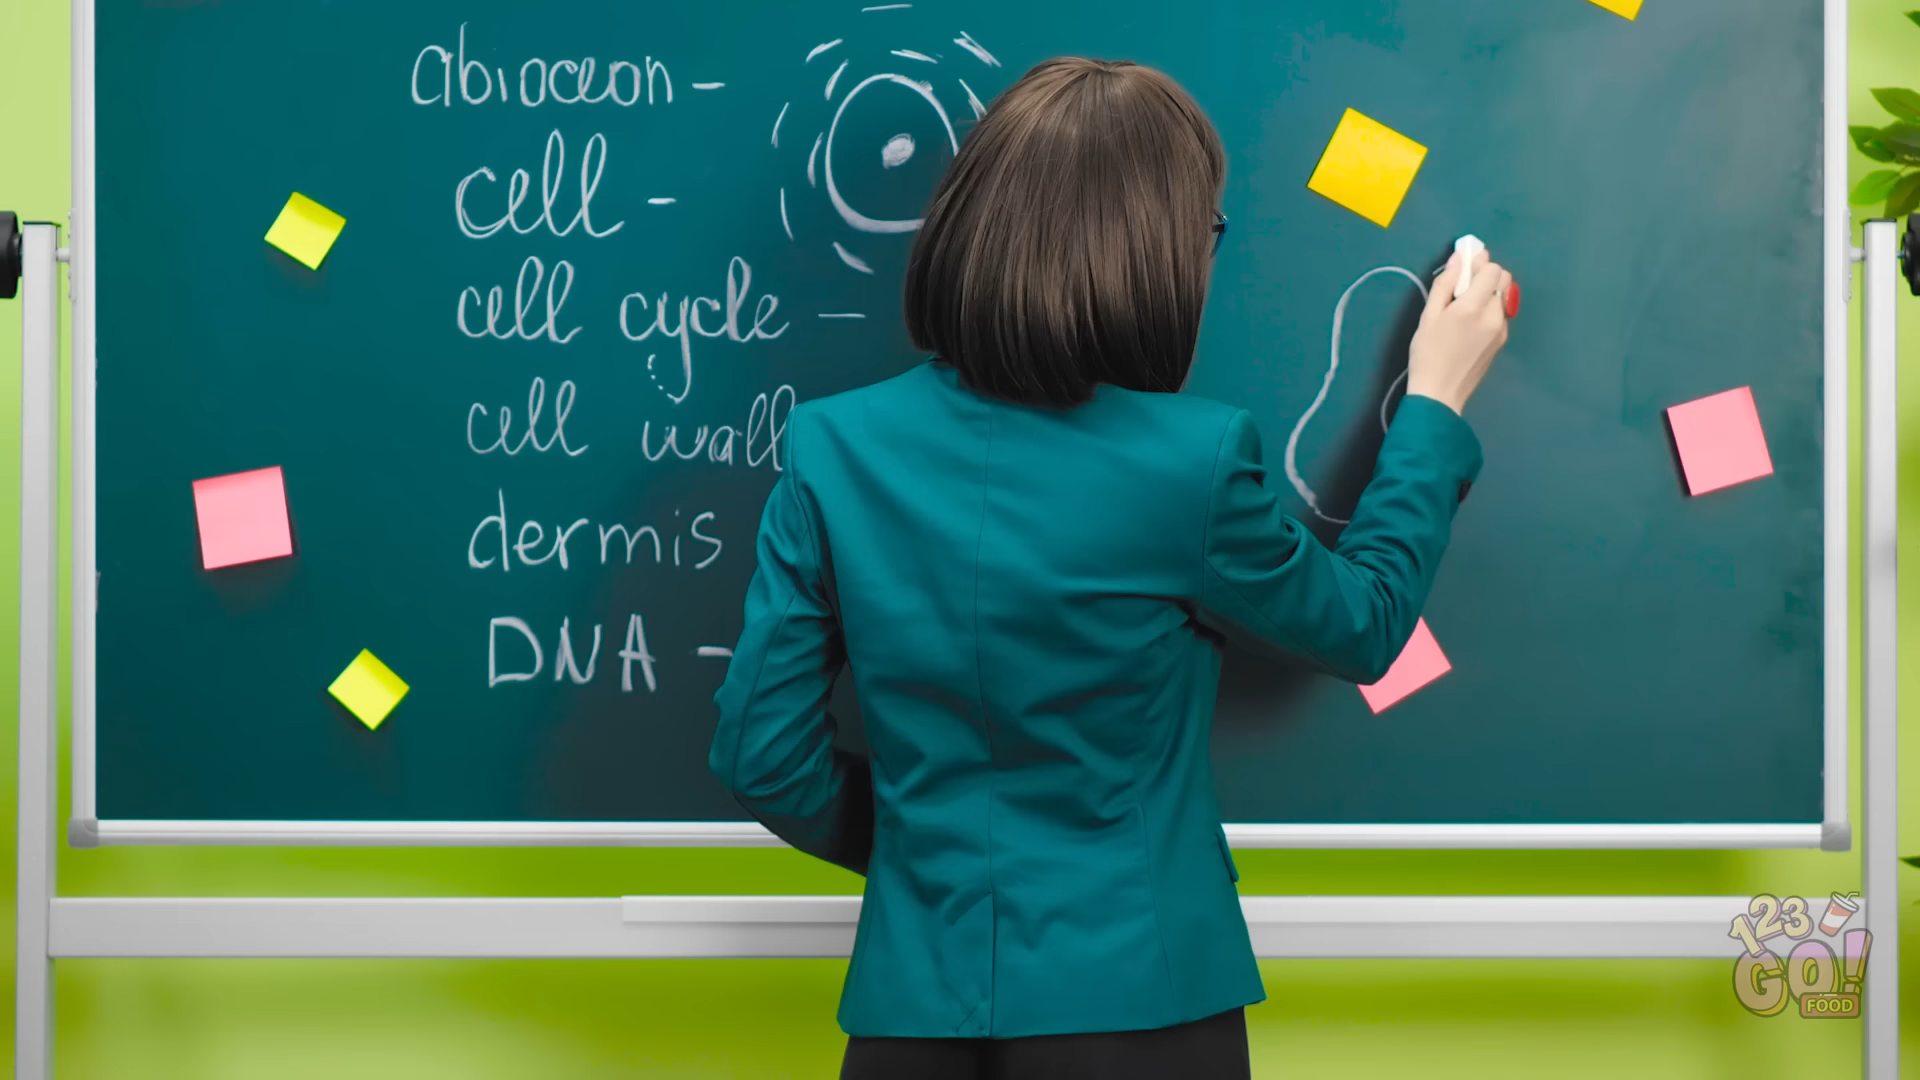 abioceon -
cell -
cell cycle -
cell wall
dermis
DNA -
123
GO!
FOOD